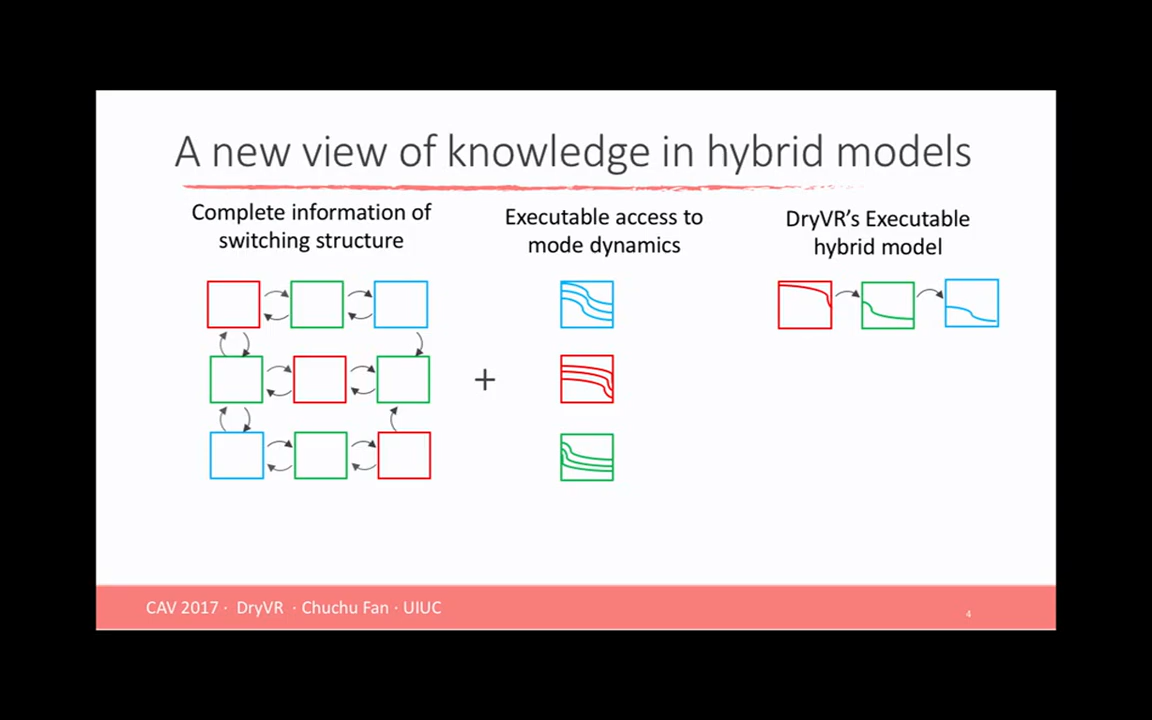 A new view of knowledge in hybrid models
Complete information of
switching structure
Executable access to
mode dynamics
DryVR's Executable
hybrid model
+
CAV 2017 · DryVR · Chuchu Fan · UIUC
4